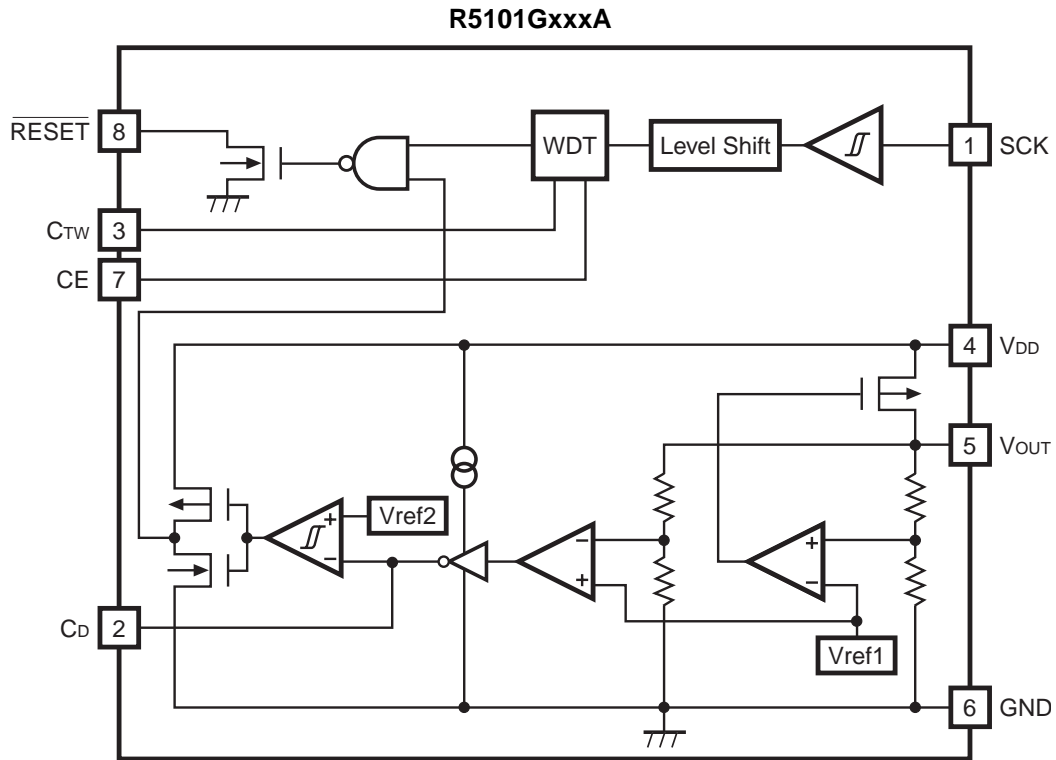 R5101GxxxA
RESET 8
WDT
Level Shift
1 SCK
CTW 3
CE 7
4 VDD
5 VOUT
+
Vref2
−
−
+
+
−
CD 2
Vref1
6 GND